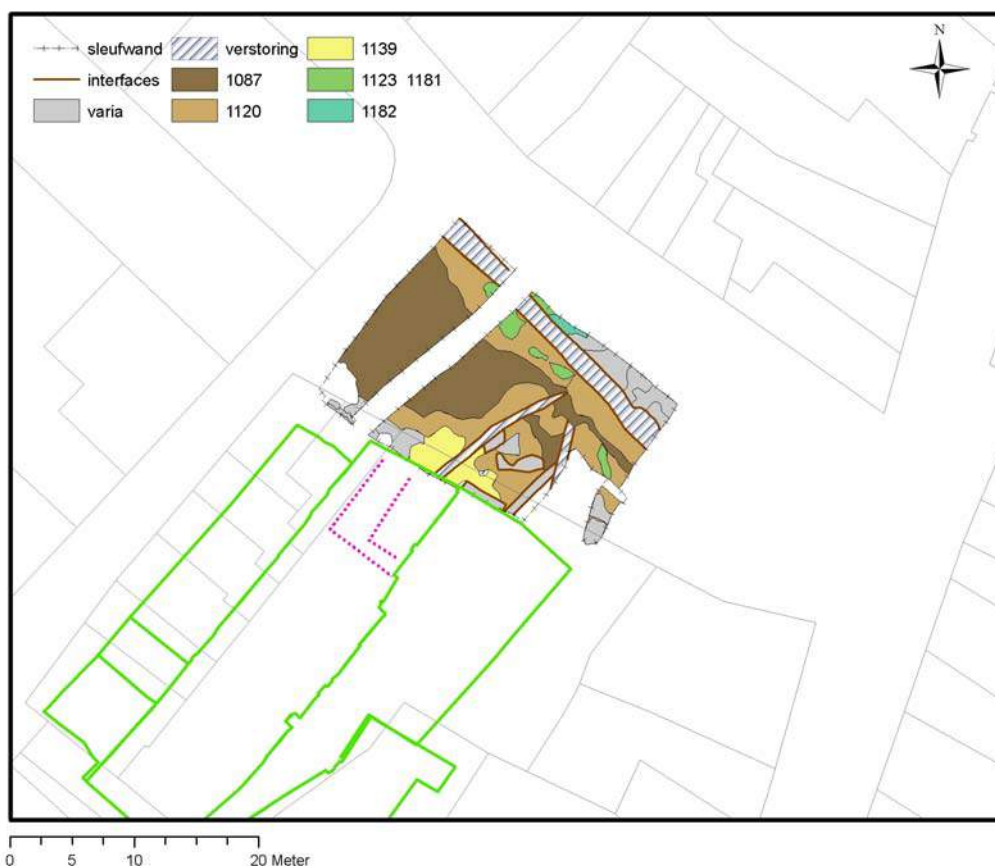 N
sleufwand verstoring 1139
interfaces 1087 1123 1181
varia 1120 1182
0 5 10 20 Meter